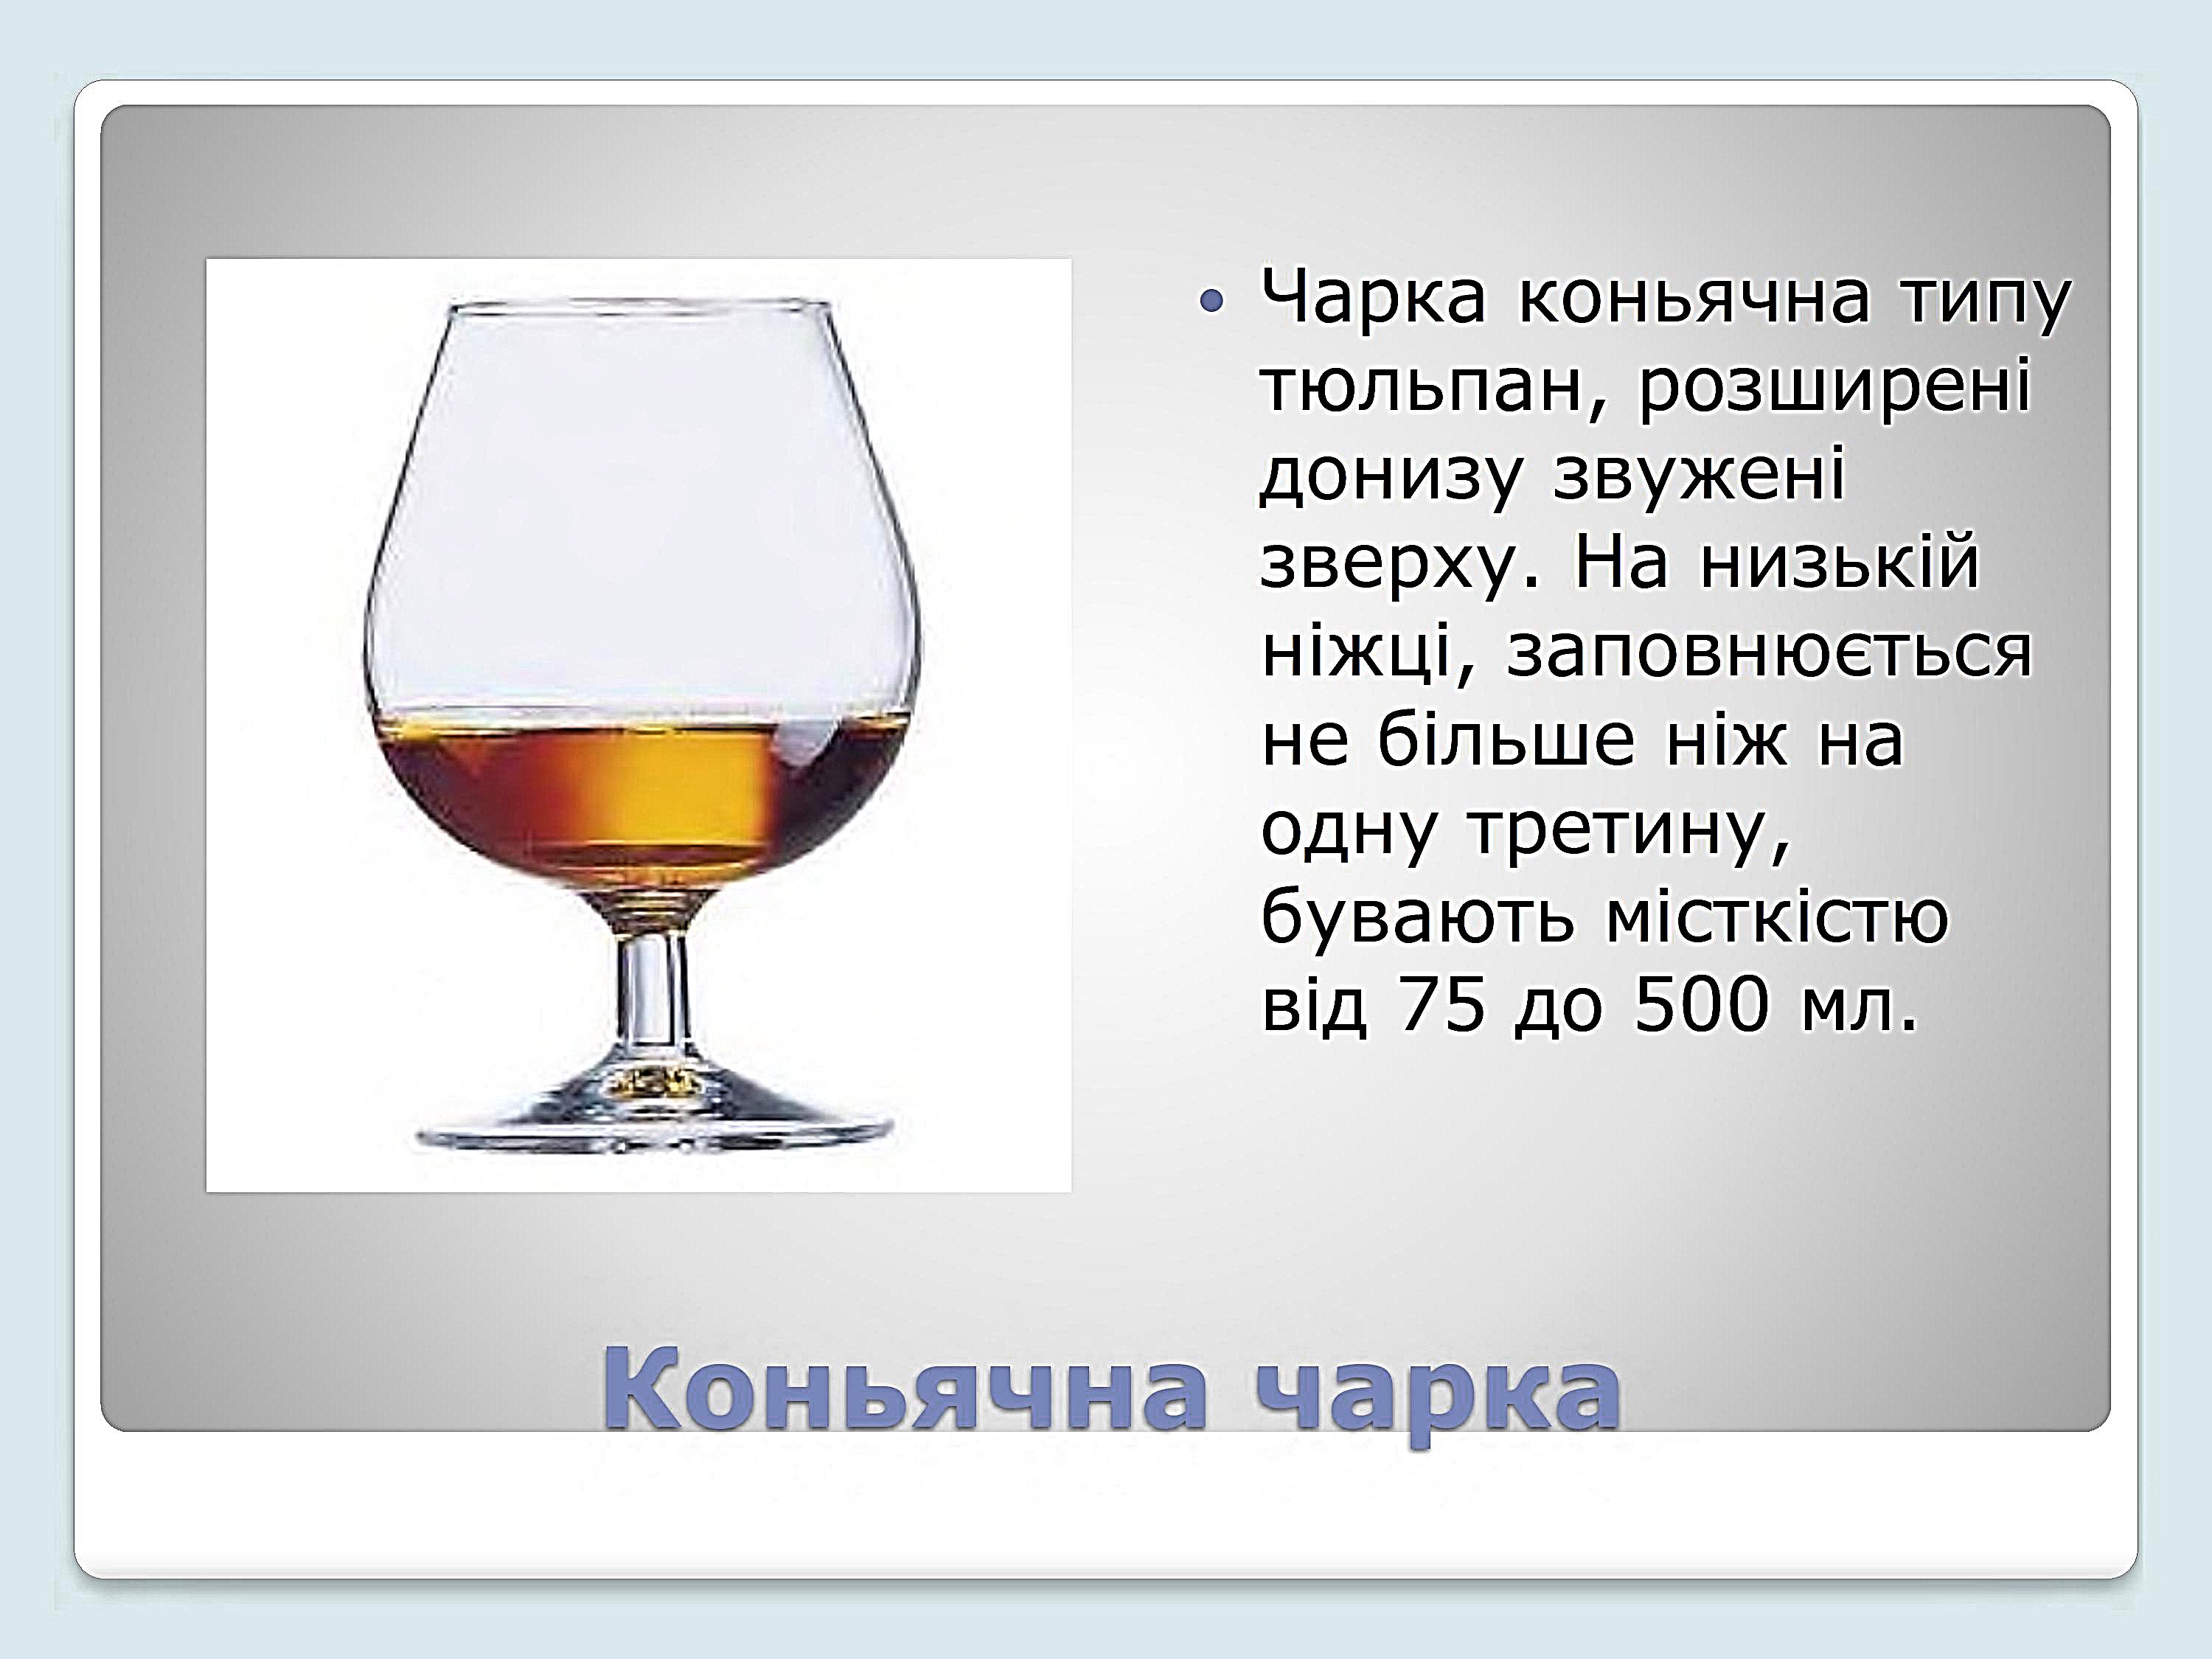 Чарка коньячна типу
тюльпан, розширені
донизу звужені
зверху. На низькій
ніжці, заповнюється
не більше ніж на
одну третину,
бувають місткістю
від 75 до 500 мл.
Коньячна чарка